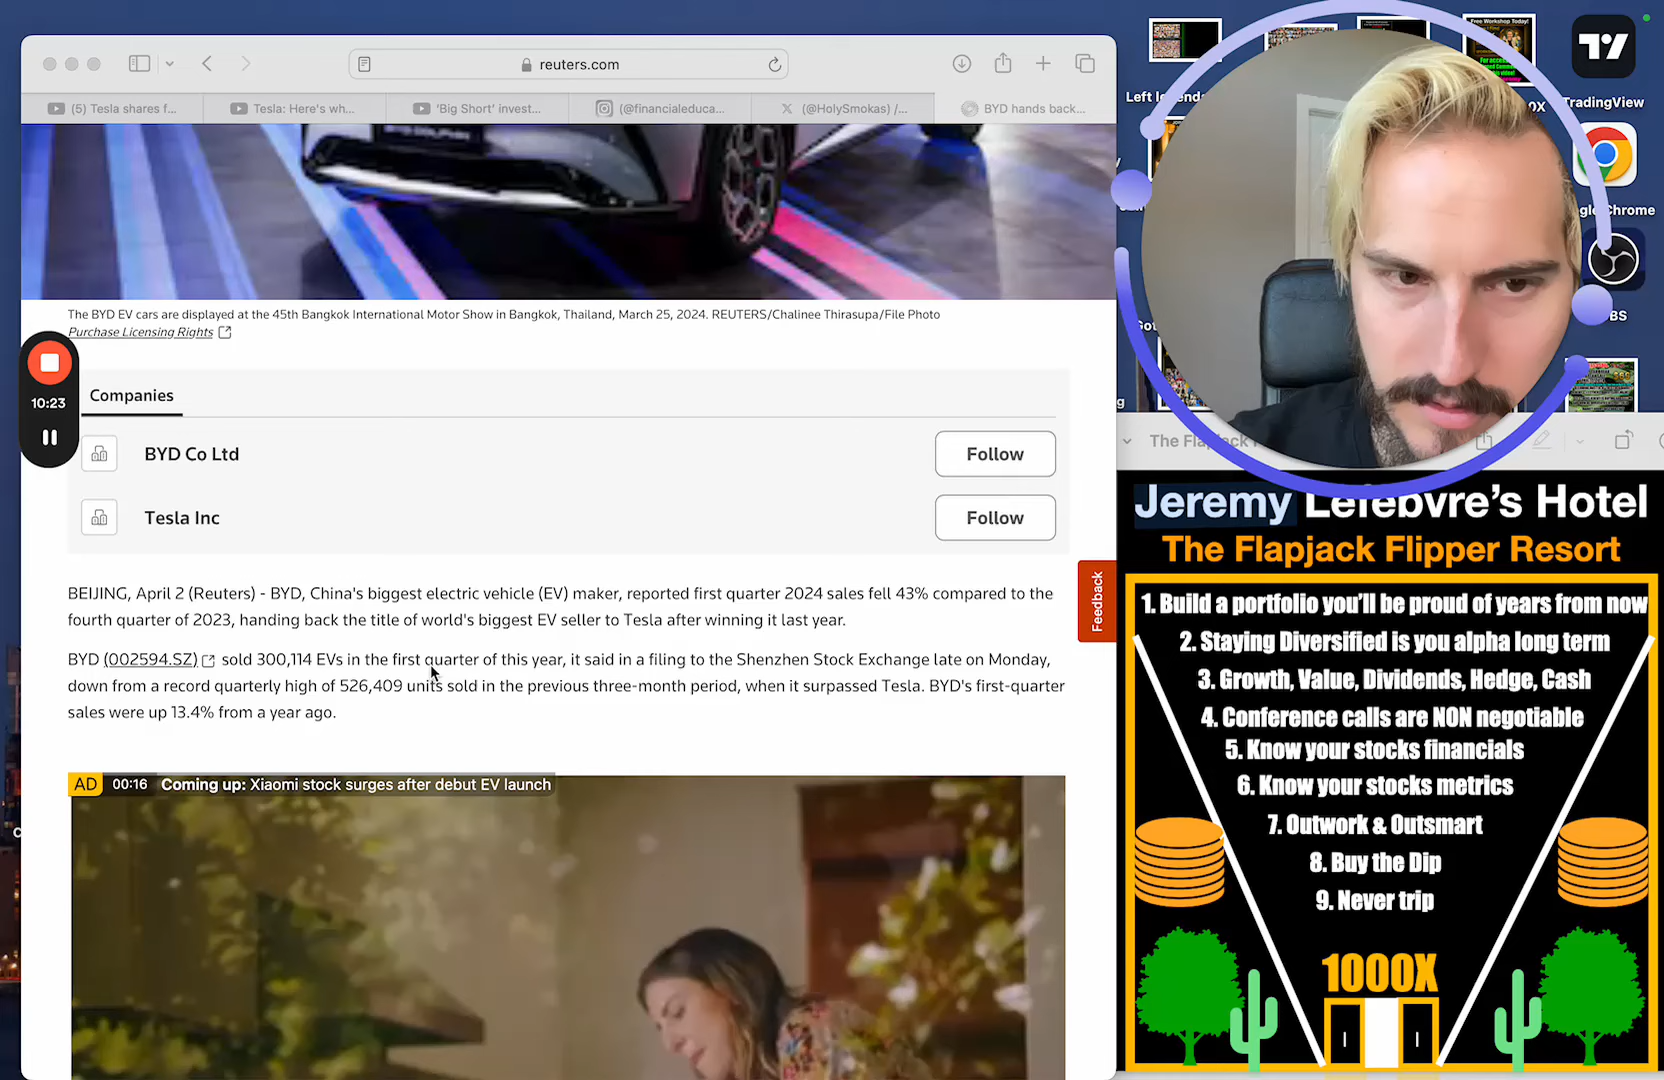 reuters.com
(5) Tesla shares f...
Tesla: Here's wh...
'Big Short' invest...
(@financialeduca...
(@HolySmokas) /...
BYD hands back...
The BYD EV cars are displayed at the 45th Bangkok International Motor Show in Bangkok, Thailand, March 25, 2024. REUTERS/Chalinee Thirasupa/File Photo
Purchase Licensing Rights
10:23
Companies
BYD Co Ltd
Follow
Tesla Inc
Follow
Feedback
BEIJING, April 2 (Reuters) - BYD, China's biggest electric vehicle (EV) maker, reported first quarter 2024 sales fell 43% compared to the
fourth quarter of 2023, handing back the title of world's biggest EV seller to Tesla after winning it last year.
BYD (002594.SZ) sold 300,114 EVs in the first quarter of this year, it said in a filing to the Shenzhen Stock Exchange late on Monday,
down from a record quarterly high of 526,409 units sold in the previous three-month period, when it surpassed Tesla. BYD's first-quarter
sales were up 13.4% from a year ago.
AD 00:16 Coming up: Xiaomi stock surges after debut EV launch
Free Workshop Today!
TradingView
Jeremy Lefebvre's Hotel
The Flapjack Flipper Resort
1. Build a portfolio you'll be proud of years from now
2. Staying Diversified is you alpha long term
3. Growth, Value, Dividends, Hedge, Cash
4. Conference calls are NON negotiable
5. Know your stocks financials
6. Know your stocks metrics
7. Outwork & Outsmart
8. Buy the Dip
9. Never trip
1000X